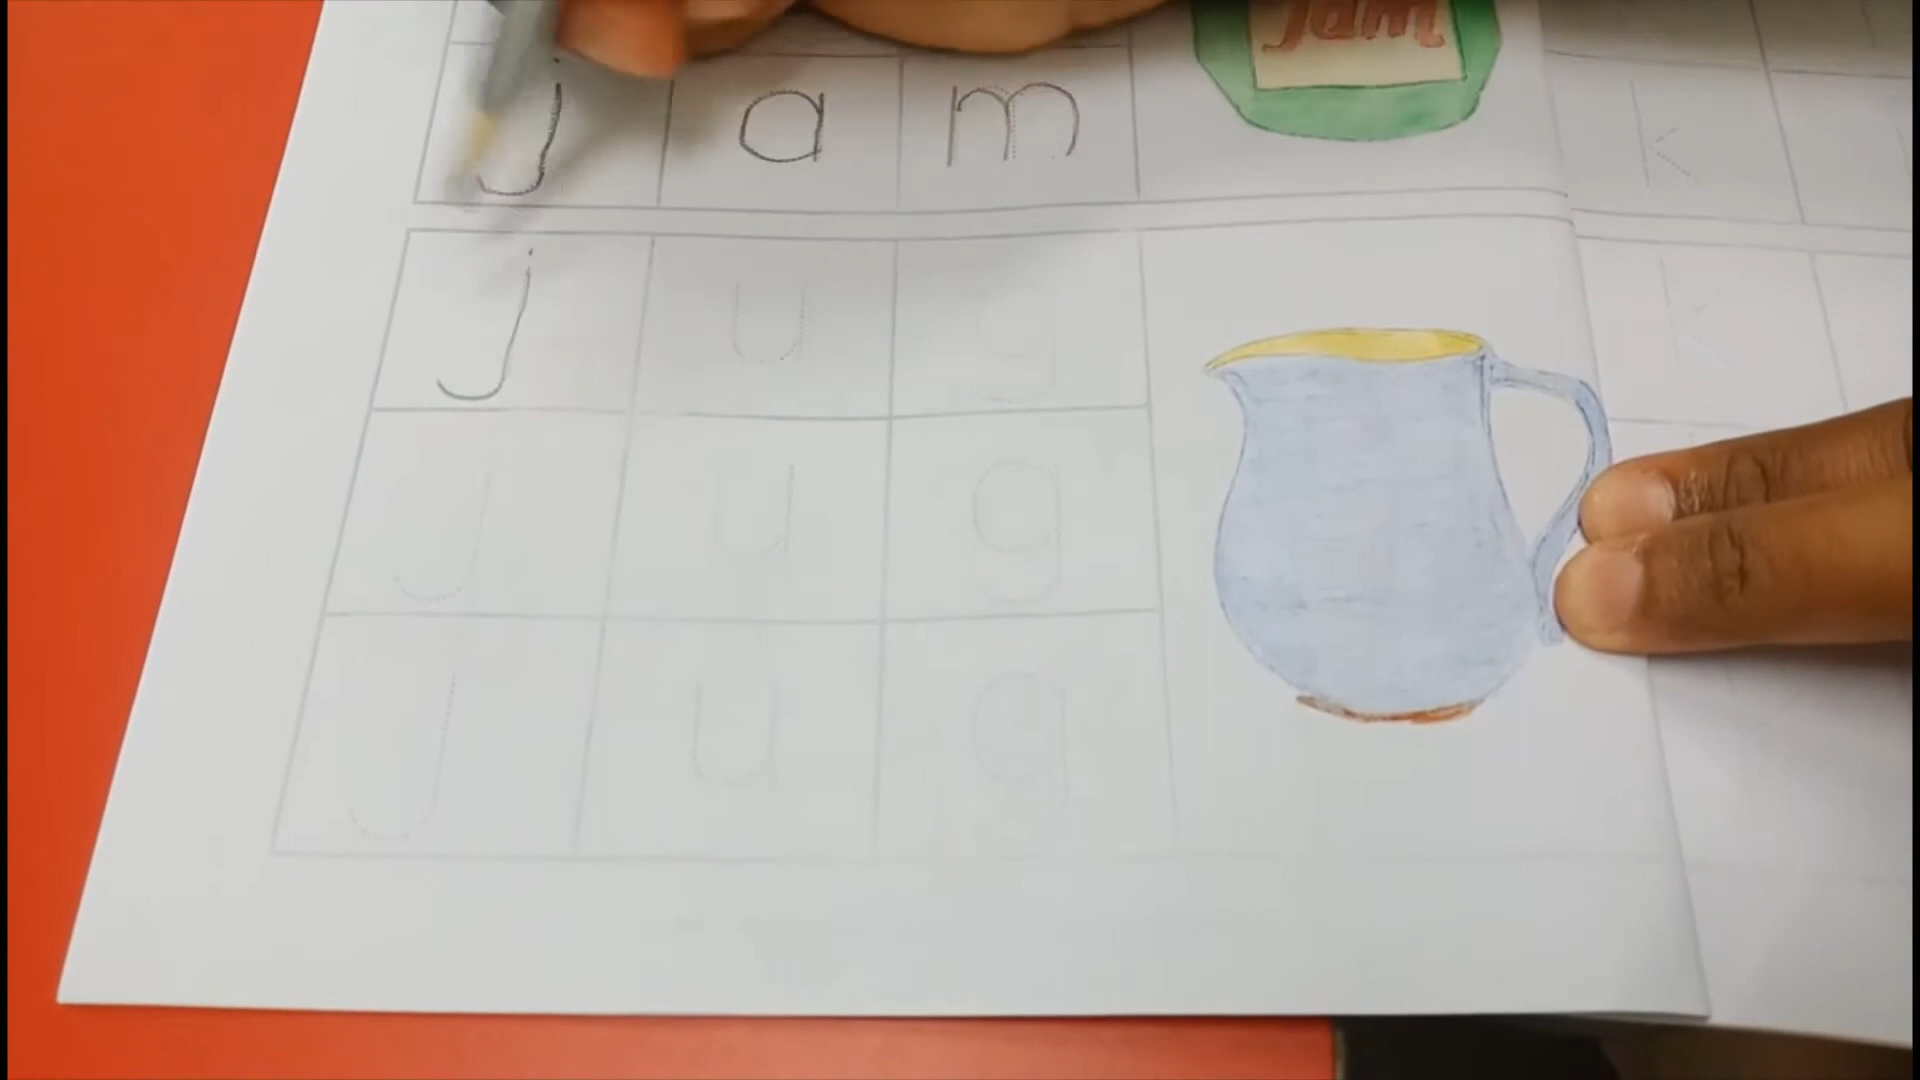 Jam
j a m k
j u g k
j u g
j u g